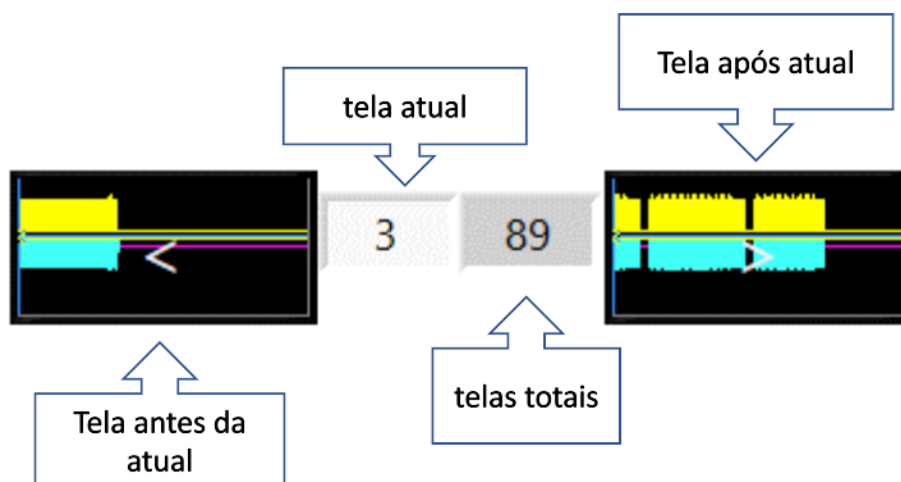 Tela após atual
tela atual
<
3
89
>
telas totais
Tela antes da
atual